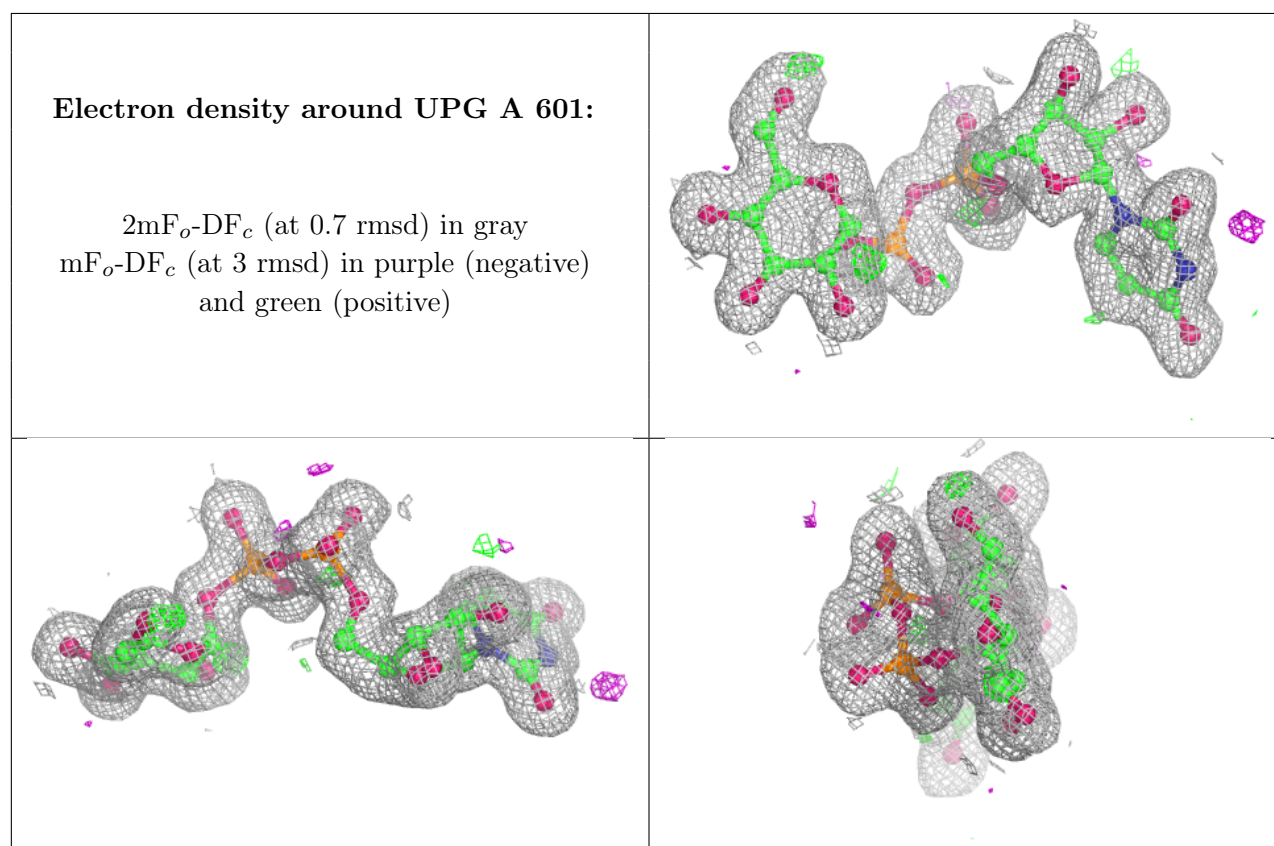 Electron density around UPG A 601:
2mFo-DFc (at 0.7 rmsd) in gray
mFo-DFc (at 3 rmsd) in purple (negative)
and green (positive)